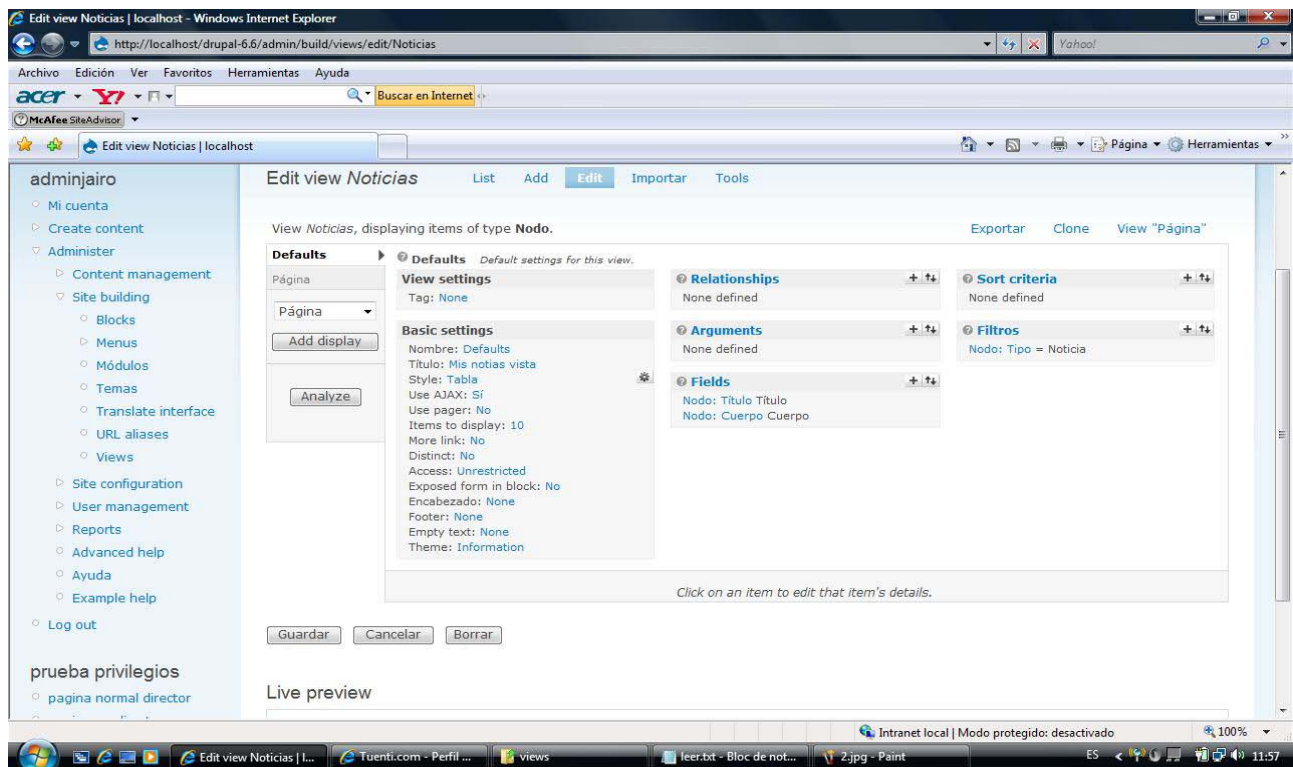 Edit view Noticias | localhost - Windows Internet Explorer
http://localhost/drupal-6.6/admin/build/views/edit/Noticias
Yahoo!
Archivo Edición Ver Favoritos Herramientas Ayuda
acer Y! Buscar en Internet
McAfee SiteAdvisor
Edit view Noticias | localhost
Página Herramientas
adminjairo
Mi cuenta
Create content
Administer
Content management
Site building
Blocks
Menus
Módulos
Temas
Translate interface
URL aliases
Views
Site configuration
User management
Reports
Advanced help
Ayuda
Example help
Log out
prueba privilegios
pagina normal director
Edit view Noticias List Add Edit Importar Tools
View Noticias, displaying items of type Nodo.
Exportar Clone View "Página"
Defaults
Página
Página
Add display
Analyze
Defaults Default settings for this view.
View settings
Tag: None
Basic settings
Nombre: Defaults
Título: Mis notias vista
Style: Tabla
Use AJAX: Sí
Use pager: No
Items to display: 10
More link: No
Distinct: No
Access: Unrestricted
Exposed form in block: No
Encabezado: None
Footer: None
Empty text: None
Theme: Information
Relationships
None defined
Arguments
None defined
Fields
Nodo: Título Título
Nodo: Cuerpo Cuerpo
Sort criteria
None defined
Filtros
Nodo: Tipo = Noticia
Click on an item to edit that item's details.
Guardar Cancelar Borrar
Live preview
Intranet local | Modo protegido: desactivado 100%
Edit view Noticias | l... Tuenti.com - Perfil ... views leer.txt - Bloc de not... 2.jpg - Paint ES 11:57